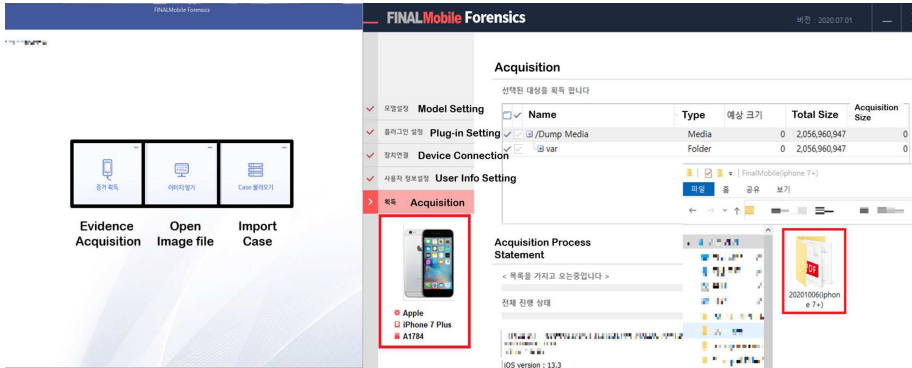 FINALMobile Forensics
증거 획득
이미지 열기
Case 불러오기
Evidence
Acquisition
Open
Image file
Import
Case
FINALMobile Forensics
버전 : 2020.07.01
모델설정 Model Setting
플러그인 설정 Plug-in Setting
장치연결 Device Connection
사용자 정보설정 User Info Setting
획득 Acquisition
Apple
iPhone 7 Plus
A1784
Acquisition
선택된 대상을 획득 합니다
Name Type 예상 크기 Total Size Acquisition Size
/Dump Media Media 0 2,056,960,947 0
var Folder 0 2,056,960,947 0
Acquisition Process
Statement
< 목록을 가지고 오는중입니다 >
전체 진행 상태
iOS version : 13.3
FinalMobile(iphone 7+)
파일 홈 공유 보기
PDF
20201006(iphon
e 7+)